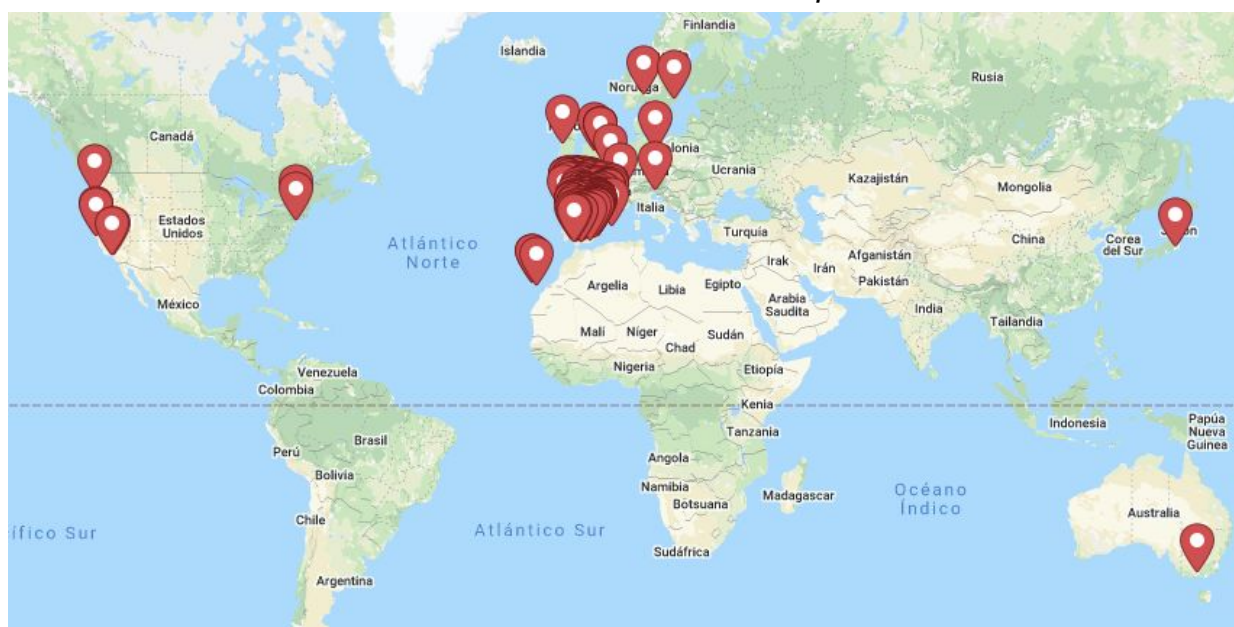 Finlandia
Islandia
Rusia
Canadá
Ucrania
Kazajistán
Mongolia
Estados
Unidos
Italia
Turquía
China
Corea
del Sur
Atlántico
Norte
Irak
Irán
Afganistán
Pakistán
Argelia
Libia
Egipto
Arabia
Saudita
México
India
Tailandia
Malí
Níger
Sudán
Chad
Nigeria
Etiopía
Venezuela
Colombia
Kenia
Indonesia
Papúa
Nueva
Guinea
Tanzania
Brasil
Perú
Angola
Bolivia
Namibia
Botsuana
Madagascar
Océano
Índico
Australia
Chile
ífico Sur
Atlántico Sur
Sudáfrica
Argentina